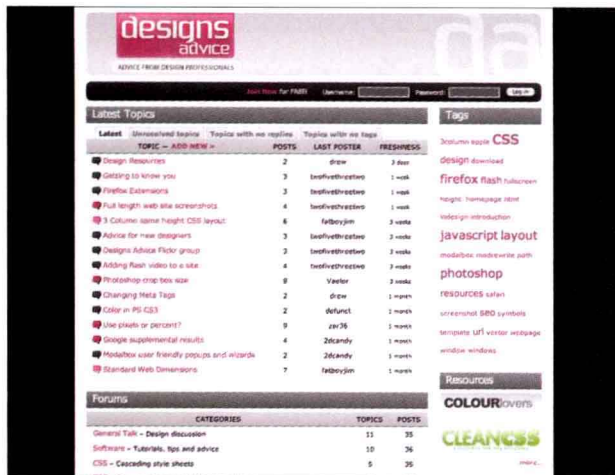 designs
advice
ADVICE FROM DESIGN PROFESSIONALS
da
Join Now for FREE! Username: Password: Log in
Latest Topics
Latest Unresolved topics Topics with no replies Topics with no tags
TOPIC – ADD NEW » POSTS LAST POSTER FRESHNESS
Design Resources 2 drew 3 days
Getting to know you 3 twofivethreetwo 1 week
Firefox Extensions 3 twofivethreetwo 1 week
Full length web site screenshots 4 twofivethreetwo 1 week
3 Column same height CSS layout 6 fatboyjim 3 weeks
Advice for new designers 3 twofivethreetwo 3 weeks
Designs Advice Flickr group 3 twofivethreetwo 3 weeks
Adding flash video to a site 4 twofivethreetwo 3 weeks
Photoshop crop box size 8 3 weeks
Changing Meta Tags 2 drew 1 month
Color in PS CS3 2 defunct 1 month
Use pixels or percent? 9 1 month
Google supplemental results 4 2dcandy 1 month
Modalbox user friendly popups and wizards 2 2dcandy 1 month
Standard Web Dimensions 7 fatboyjim 1 month
Forums
CATEGORIES TOPICS POSTS
General Talk – Design discussion 11 35
Software – Tutorials, tips and advice 10 36
CSS – Cascading style sheets 5 35
Tags
3column apple CSS
design download
firefox flash fullscreen
height homepage html
indesign introduction
javascript layout
modalbox modrewrite path
photoshop
resources safari
screenshot seo symbols
template url vector webpage
window windows
Resources
COLOURlovers
CLEANCSS
more...